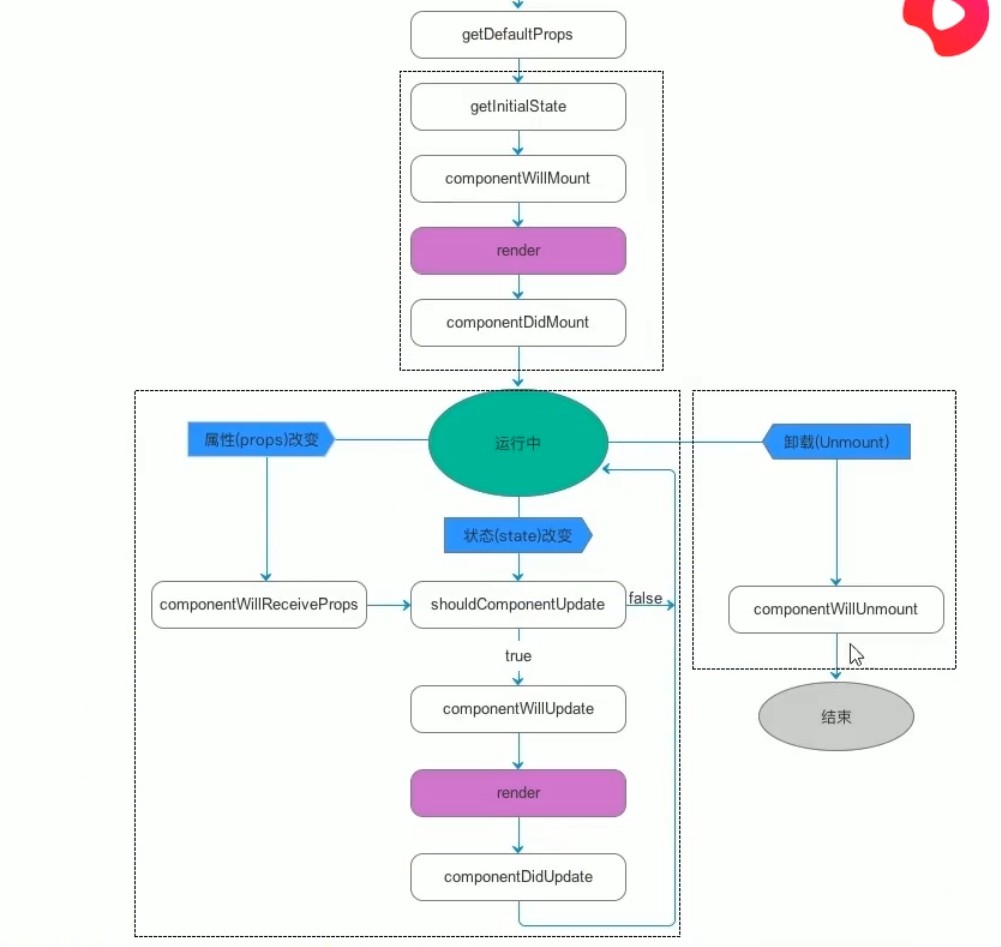 getDefaultProps
getInitialState
componentWillMount
render
componentDidMount
属性(props)改变
运行中
卸载(Unmount)
状态(state)改变
componentWillReceiveProps
shouldComponentUpdate
false
componentWillUnmount
true
componentWillUpdate
结束
render
componentDidUpdate